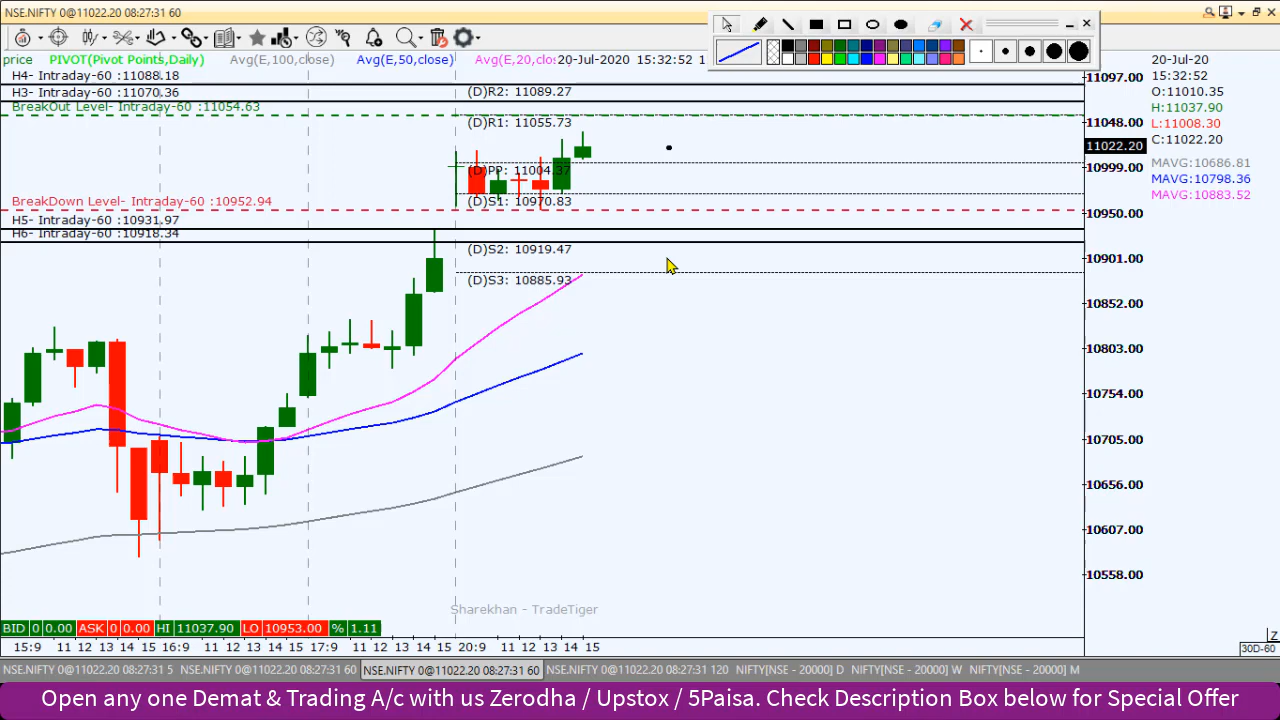 NSE.NIFTY @11022.20 08:27:31 60
price PIVOT(Pivot Points,Daily) Avg(E,100,close) Avg(E,50,close) Avg(E,20,clo: 20-Jul-2020 15:32:52 1
20-Jul-20
15:32:52
O:11010.35
H:11037.90
L:11008.30
C:11022.20
MAVG:10686.81
MAVG:10798.36
MAVG:10883.52
H4- Intraday-60 :11088.18
H3- Intraday-60 :11070.36
BreakOut Level- Intraday-60 :11054.63
BreakDown Level- Intraday-60 :10952.94
H5- Intraday-60 :10931.97
H6- Intraday-60 :10918.34
(D)R2: 11089.27
(D)R1: 11055.73
(D)PP: 11004.37
(D)S1: 10970.83
(D)S2: 10919.47
(D)S3: 10885.93
11097.00
11048.00
11022.20
10999.00
10950.00
10901.00
10852.00
10803.00
10754.00
10705.00
10656.00
10607.00
10558.00
Sharekhan - TradeTiger
BID 0 0.00 ASK 0 0.00 HI 11037.90 LO 10953.00 % 1.11
15:9 11 12 13 14 15 16:9 11 12 13 14 15 17:9 11 12 13 14 15 20:9 11 12 13 14 15
Z
30D-60
NSE.NIFTY 0@11022.20 08:27:31 5 NSE.NIFTY 0@11022.20 08:27:31 60 NSE.NIFTY 0@11022.20 08:27:31 60 NSE.NIFTY 0@11022.20 08:27:31 120 NIFTY[NSE - 20000] D NIFTY[NSE - 20000] W NIFTY[NSE - 20000] M
Open any one Demat & Trading A/c with us Zerodha / Upstox / 5Paisa. Check Description Box below for Special Offer